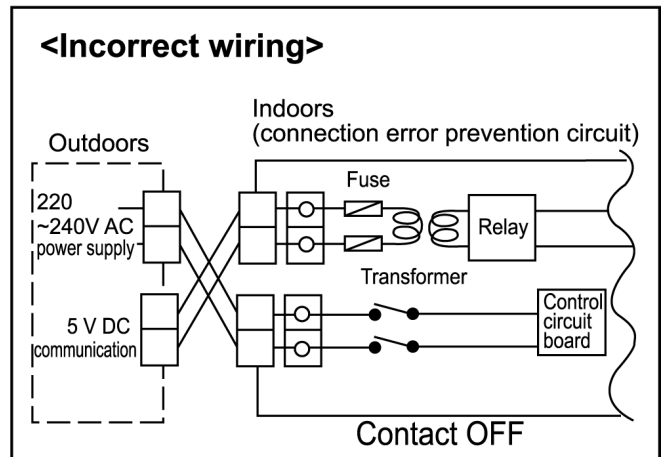 <Incorrect wiring>
Indoors
(connection error prevention circuit)
Outdoors
Fuse
220
~240V AC
power supply
Relay
Transformer
5 V DC
communication
Control
circuit
board
Contact OFF